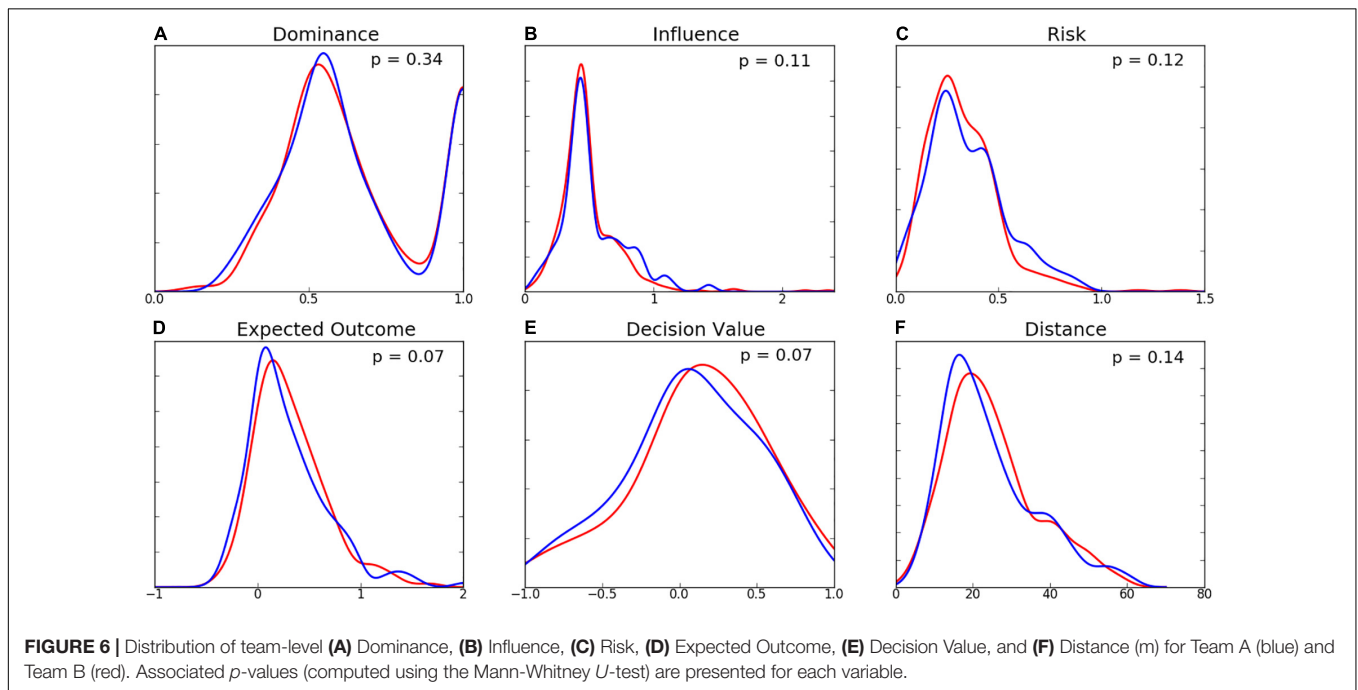 A Dominance
p = 0.34
0.0 0.5 1.0
B Influence
p = 0.11
0 1 2
C Risk
p = 0.12
0.0 0.5 1.0 1.5
D Expected Outcome
p = 0.07
−1 0 1 2
E Decision Value
p = 0.07
−1.0 −0.5 0.0 0.5 1.0
F Distance
p = 0.14
0 20 40 60 80
FIGURE 6 | Distribution of team-level (A) Dominance, (B) Influence, (C) Risk, (D) Expected Outcome, (E) Decision Value, and (F) Distance (m) for Team A (blue) and
Team B (red). Associated p-values (computed using the Mann-Whitney U-test) are presented for each variable.